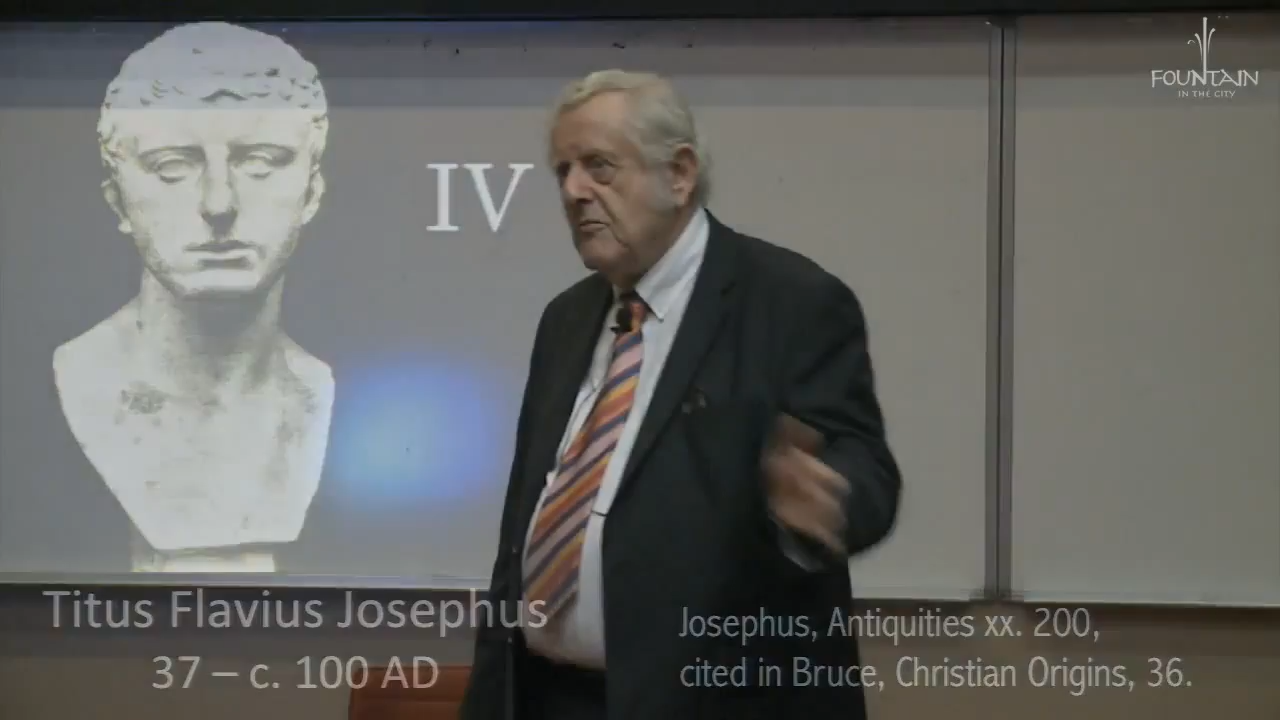 FOUNTAIN
IN THE CITY
IV
Titus Flavius Josephus
37 – c. 100 AD
Josephus, Antiquities xx. 200,
cited in Bruce, Christian Origins, 36.